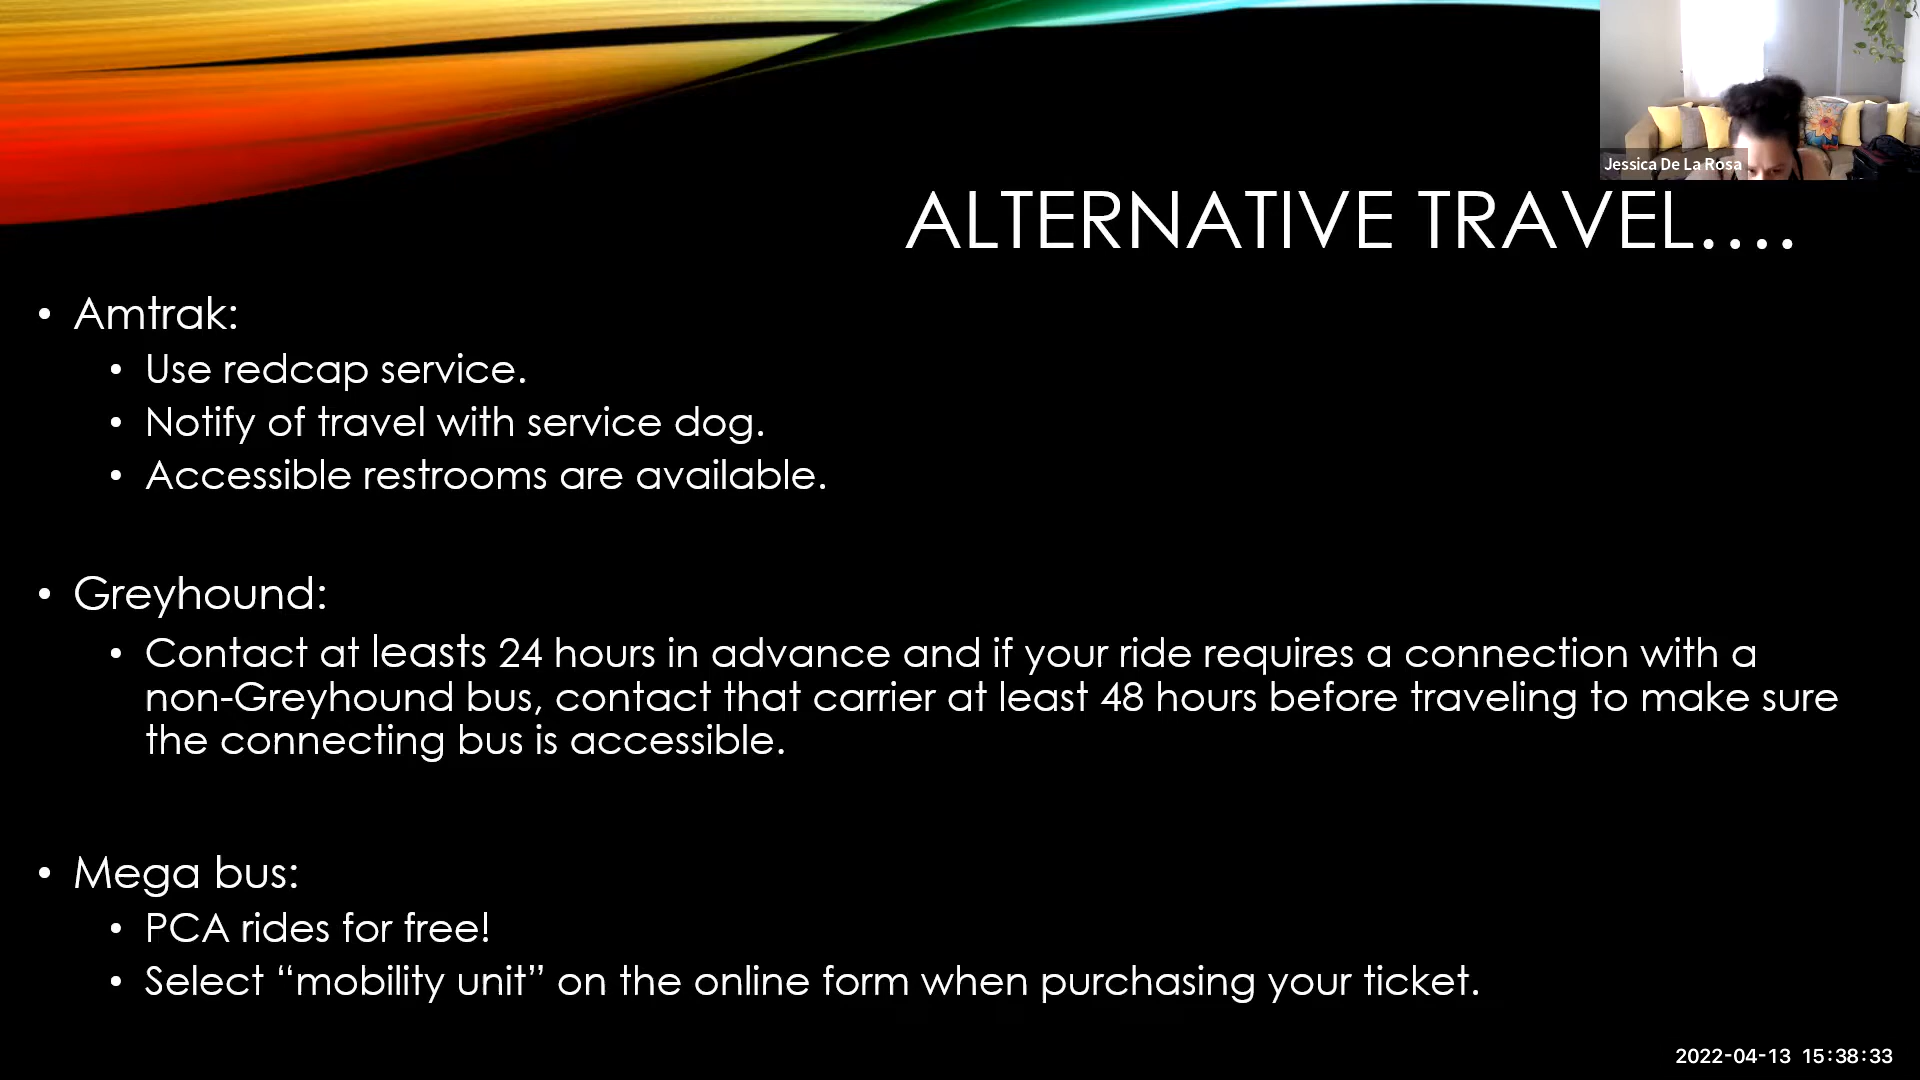 Jessica De La Rosa
ALTERNATIVE TRAVEL....
• Amtrak:
• Use redcap service.
• Notify of travel with service dog.
• Accessible restrooms are available.
• Greyhound:
• Contact at leasts 24 hours in advance and if your ride requires a connection with a
non-Greyhound bus, contact that carrier at least 48 hours before traveling to make sure
the connecting bus is accessible.
• Mega bus:
• PCA rides for free!
• Select “mobility unit” on the online form when purchasing your ticket.
2022-04-13 15:38:33